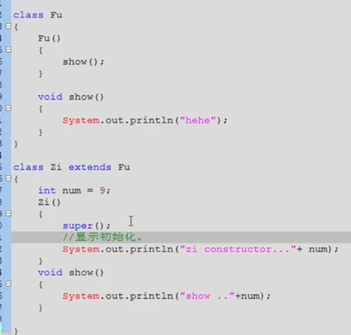 class Fu
{
Fu()
{
show();
}
void show()
{
System.out.println("hehe");
}
}
class Zi extends Fu
{
int num = 9;
Zi()
{
super();
//显示初始化。
System.out.println("zi constructor..."+ num);
}
void show()
{
System.out.println("show .."+num);
}
}